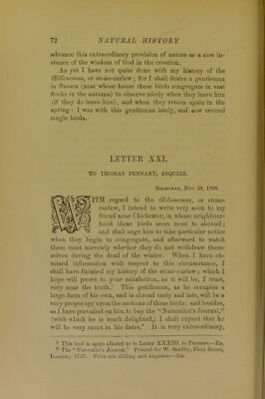 72 NATURAL HISTORY
advance this extraordinary provision of nature as a new in-
stance of the wisdom of God in the creation.
As yet I have not quite done with my history of the
Œdicnemus, or stone-curlew; for I shall desire a gentleman
in Sussex (near whose house these birds congregate in vast
flocks in the autumn) to observe nicely when they leave him
(if they do leave him), and when they return again in the
spring: I was with this gentleman lately, and saw several
single birds.
LETTER XXI.
TO THOMAS PENNANT, ESQUIRE.
Selborne, Nov. 28, 1768.
WITH regard to the Œdicnemus, or stone-
curlew, I intend to write very soon to my
friend near Chichester, in whose neighbour-
hood these birds seem most to abound;
and shall urge him to take particular notice
when they begin to congregate, and afterward to watch
them most narrowly whether they do not withdraw them-
selves during the dead of the winter. When I have ob-
tained information with respect to this circumstance, I
shall have finished my history of the stone-curlew; which I
hope will prove to your satisfaction, as it will be, I trust,
very near the truth.¹ This gentleman, as he occupies a
large farm of his own, and is abroad early and late, will be a
very proper spy upon the motions of these birds: and besides,
as I have prevailed on him to buy the "Naturalist's Journal,"
(with which he is much delighted,) I shall expect that he
will be very exact in his dates.² It is very extraordinary,
¹ This bird is again alluded to in Letter XXXIII. to Pennant.—Ed.
² The "Naturalist's Journal." Printed for W. Sandby, Fleet Street,
London; 1767. Price one shilling and sixpence.—Ed.